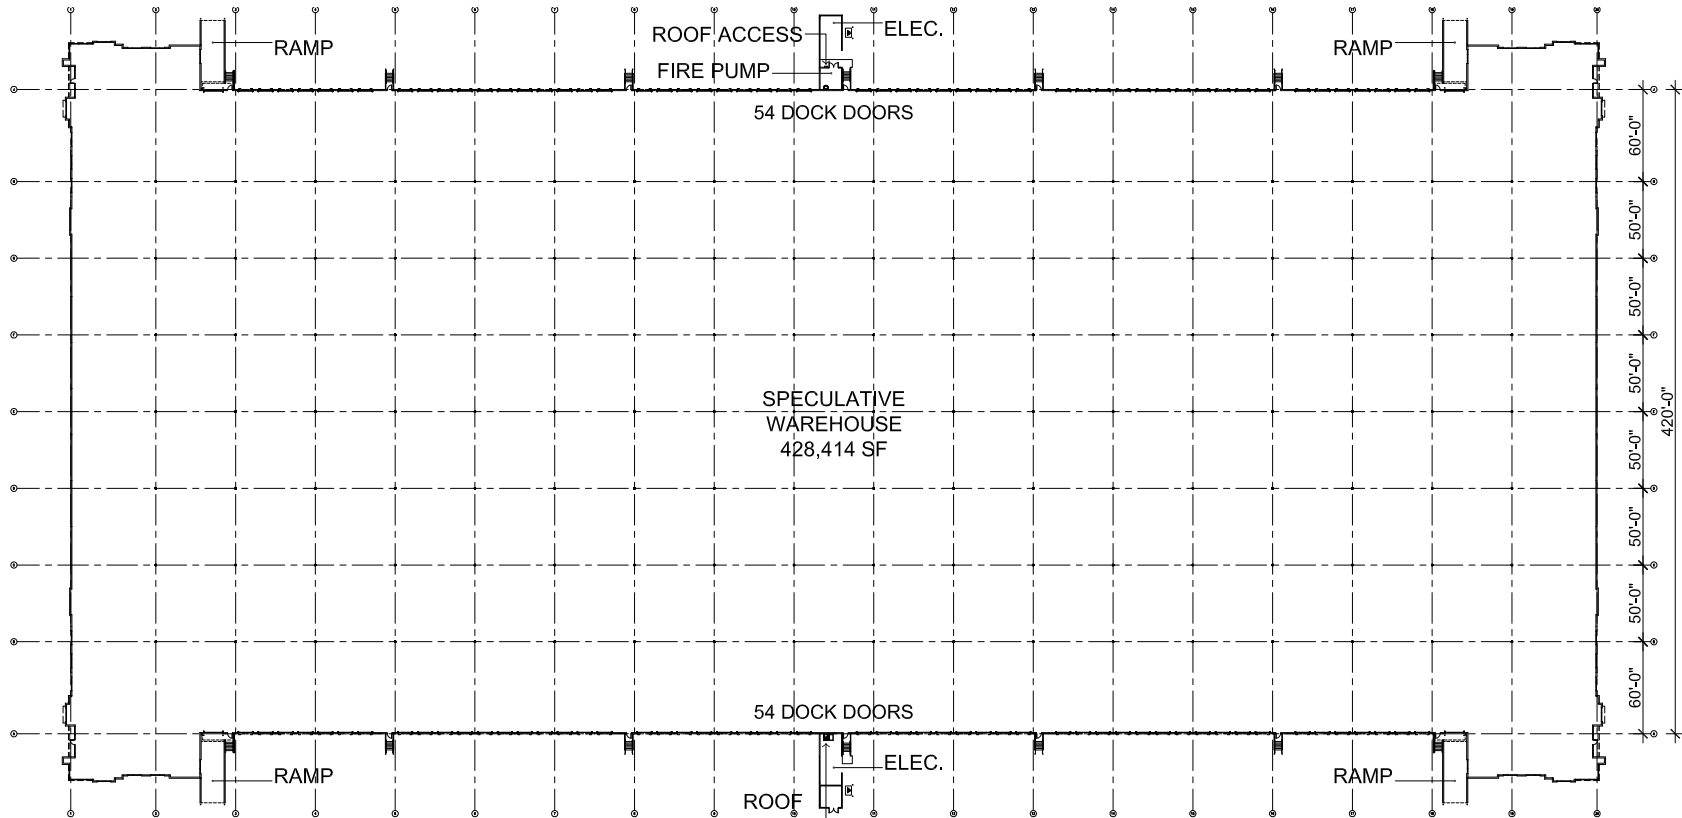 ELEC.
ROOF ACCESS
RAMP
RAMP
FIRE PUMP
54 DOCK DOORS
60'-0"
50'-0"
50'-0"
50'-0"
SPECULATIVE
WAREHOUSE
428,414 SF
420'-0"
50'-0"
50'-0"
50'-0"
60'-0"
54 DOCK DOORS
ELEC.
RAMP
RAMP
ROOF